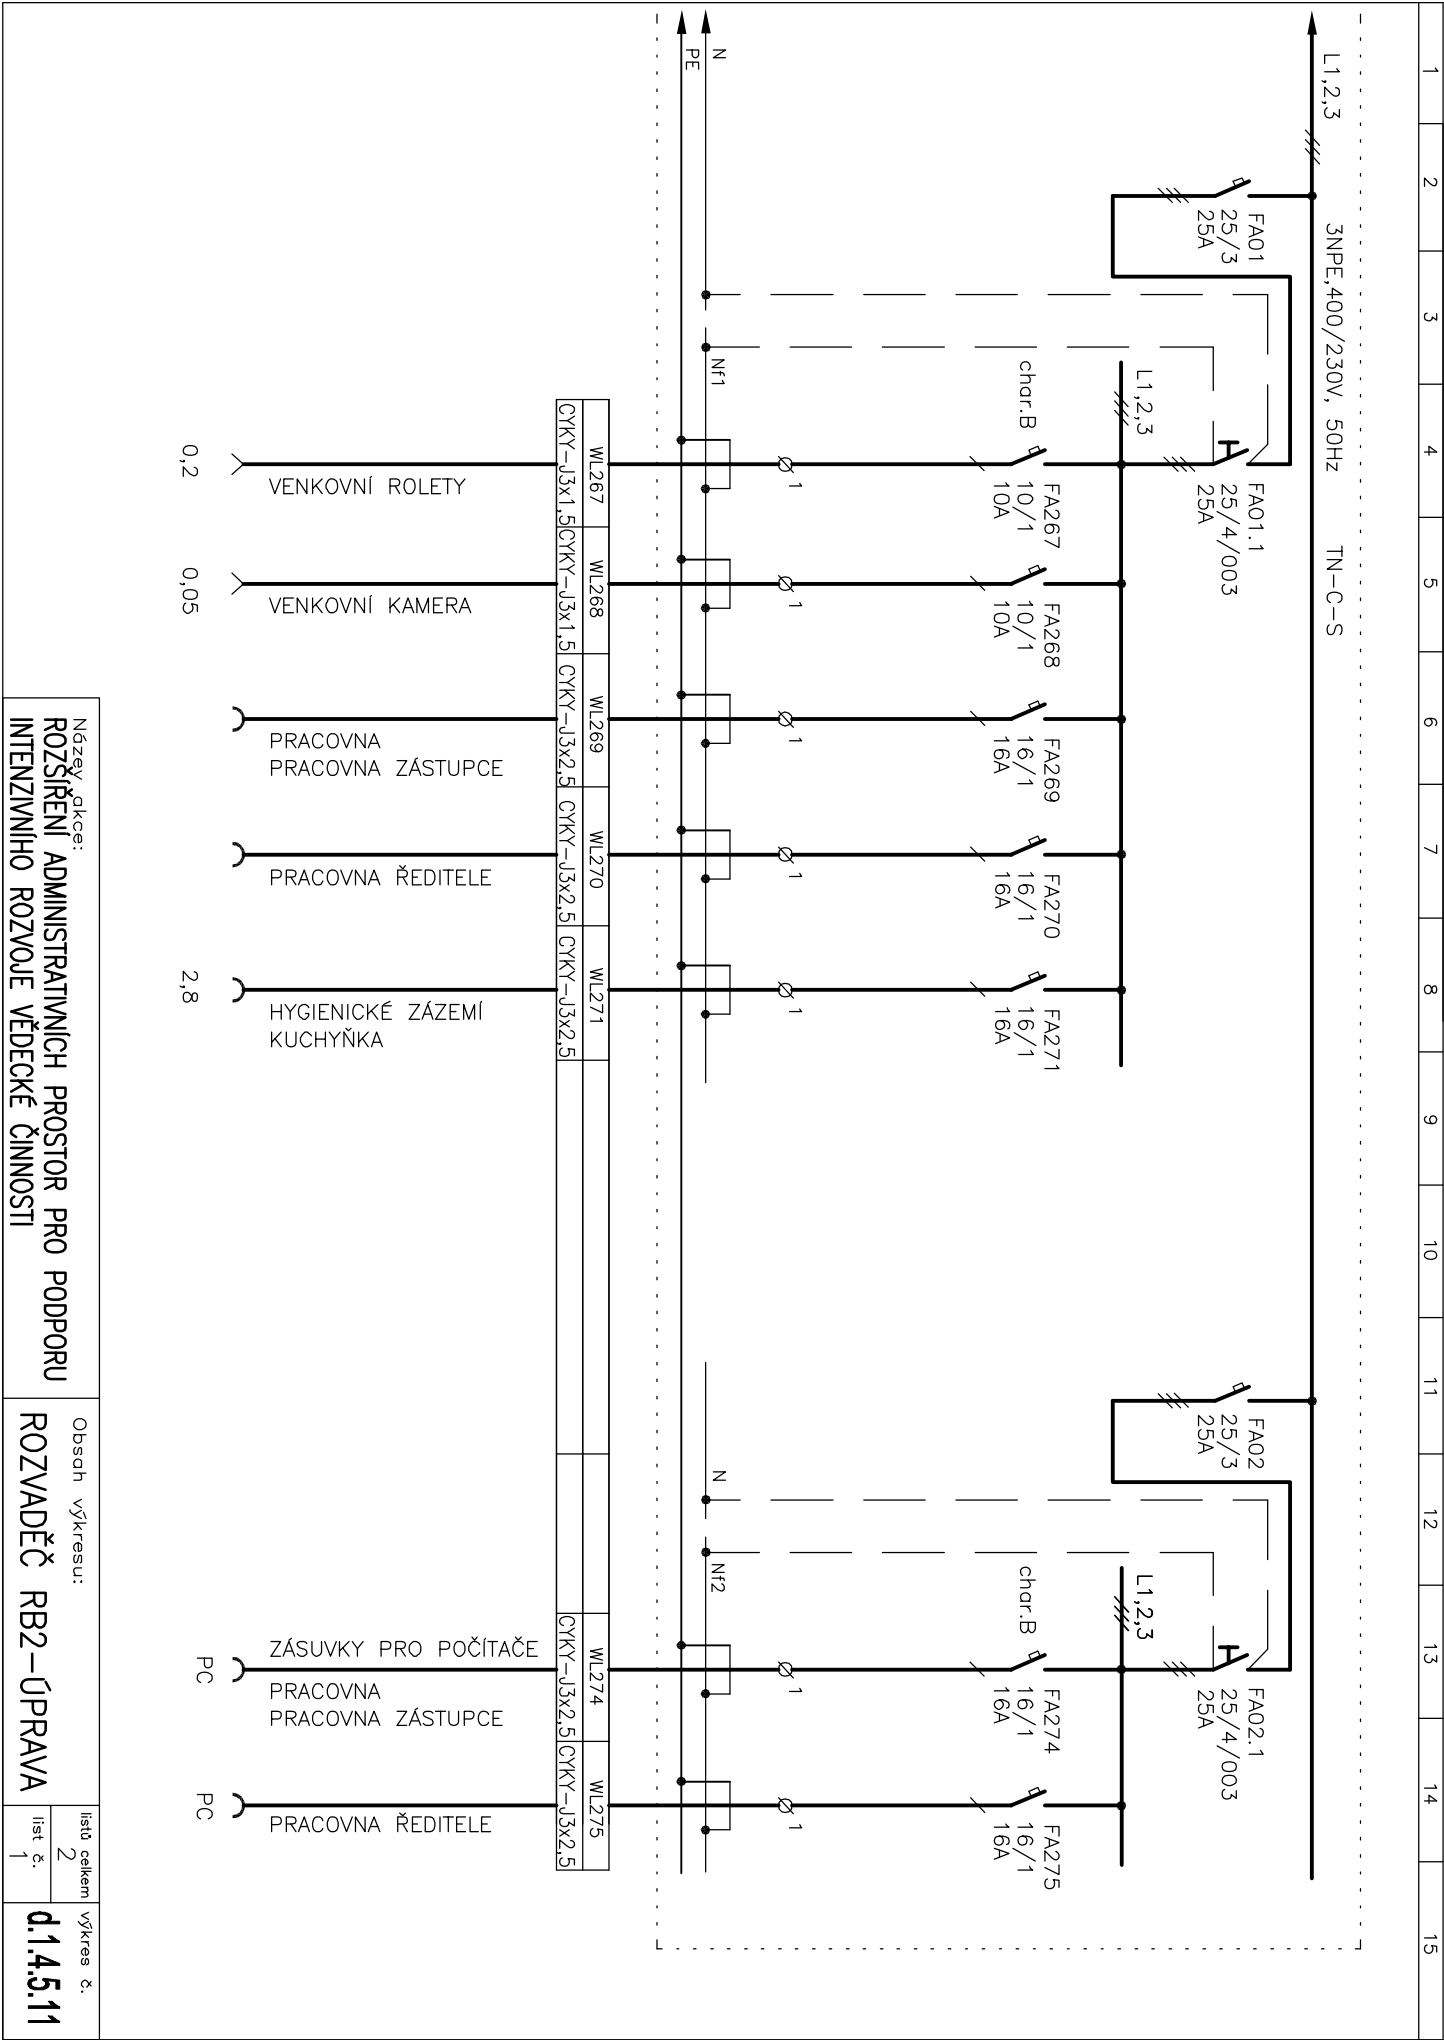 1
2
3
4
5
6
7
8
9
10
11
12
13
14
15
L1,2,3
3NPE,400/230V, 50Hz
TN-C-S
FA01
25/3
25A
FA01.1
25/4/003
25A
FA02
25/3
25A
FA02.1
25/4/003
25A
L1,2,3
L1,2,3
char.B
FA267
10/1
10A
FA268
10/1
10A
FA269
16/1
16A
FA270
16/1
16A
FA271
16/1
16A
char.B
FA274
16/1
16A
FA275
16/1
16A
1
1
1
1
1
1
1
N
Nf1
N
Nf2
PE
WL267
WL268
WL269
WL270
WL271
WL274
WL275
CYKY-J3x1,5
CYKY-J3x1,5
CYKY-J3x2,5
CYKY-J3x2,5
CYKY-J3x2,5
CYKY-J3x2,5
CYKY-J3x2,5
VENKOVNÍ ROLETY
VENKOVNÍ KAMERA
PRACOVNA
PRACOVNA ZÁSTUPCE
PRACOVNA ŘEDITELE
HYGIENICKÉ ZÁZEMÍ
KUCHYŇKA
ZÁSUVKY PRO POČÍTAČE
PRACOVNA
PRACOVNA ZÁSTUPCE
PRACOVNA ŘEDITELE
0,2
0,05
2,8
PC
PC
Název akce:
ROZŠÍŘENÍ ADMINISTRATIVNÍCH PROSTOR PRO PODPORU
INTENZIVNÍHO ROZVOJE VĚDECKÉ ČINNOSTI
Obsah výkresu:
ROZVADĚČ RB2-ÚPRAVA
listů celkem
2
list č.
1
výkres č.
d.1.4.5.11